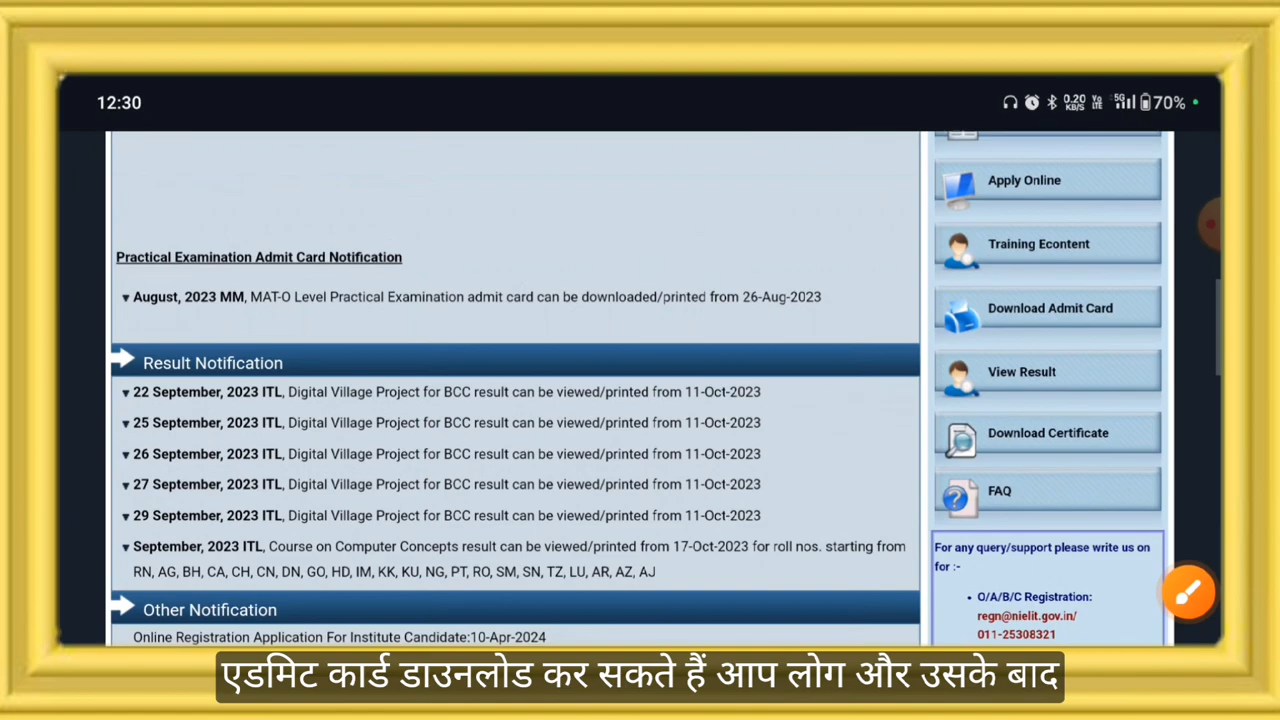 12:30
0.20 KB/S Vo LTE 5G 70%
Apply Online
Training Econtent
Practical Examination Admit Card Notification
August, 2023 MM, MAT-O Level Practical Examination admit card can be downloaded/printed from 26-Aug-2023
Download Admit Card
Result Notification
View Result
22 September, 2023 ITL, Digital Village Project for BCC result can be viewed/printed from 11-Oct-2023
25 September, 2023 ITL, Digital Village Project for BCC result can be viewed/printed from 11-Oct-2023
Download Certificate
26 September, 2023 ITL, Digital Village Project for BCC result can be viewed/printed from 11-Oct-2023
27 September, 2023 ITL, Digital Village Project for BCC result can be viewed/printed from 11-Oct-2023
FAQ
29 September, 2023 ITL, Digital Village Project for BCC result can be viewed/printed from 11-Oct-2023
September, 2023 ITL, Course on Computer Concepts result can be viewed/printed from 17-Oct-2023 for roll nos. starting from
RN, AG, BH, CA, CH, CN, DN, GO, HD, IM, KK, KU, NG, PT, RO, SM, SN, TZ, LU, AR, AZ, AJ
For any query/support please write us on
for :-
O/A/B/C Registration:
regn@nielit.gov.in/
011-25308321
Other Notification
Online Registration Application For Institute Candidate:10-Apr-2024
एडमिट कार्ड डाउनलोड कर सकते हैं आप लोग और उसके बाद